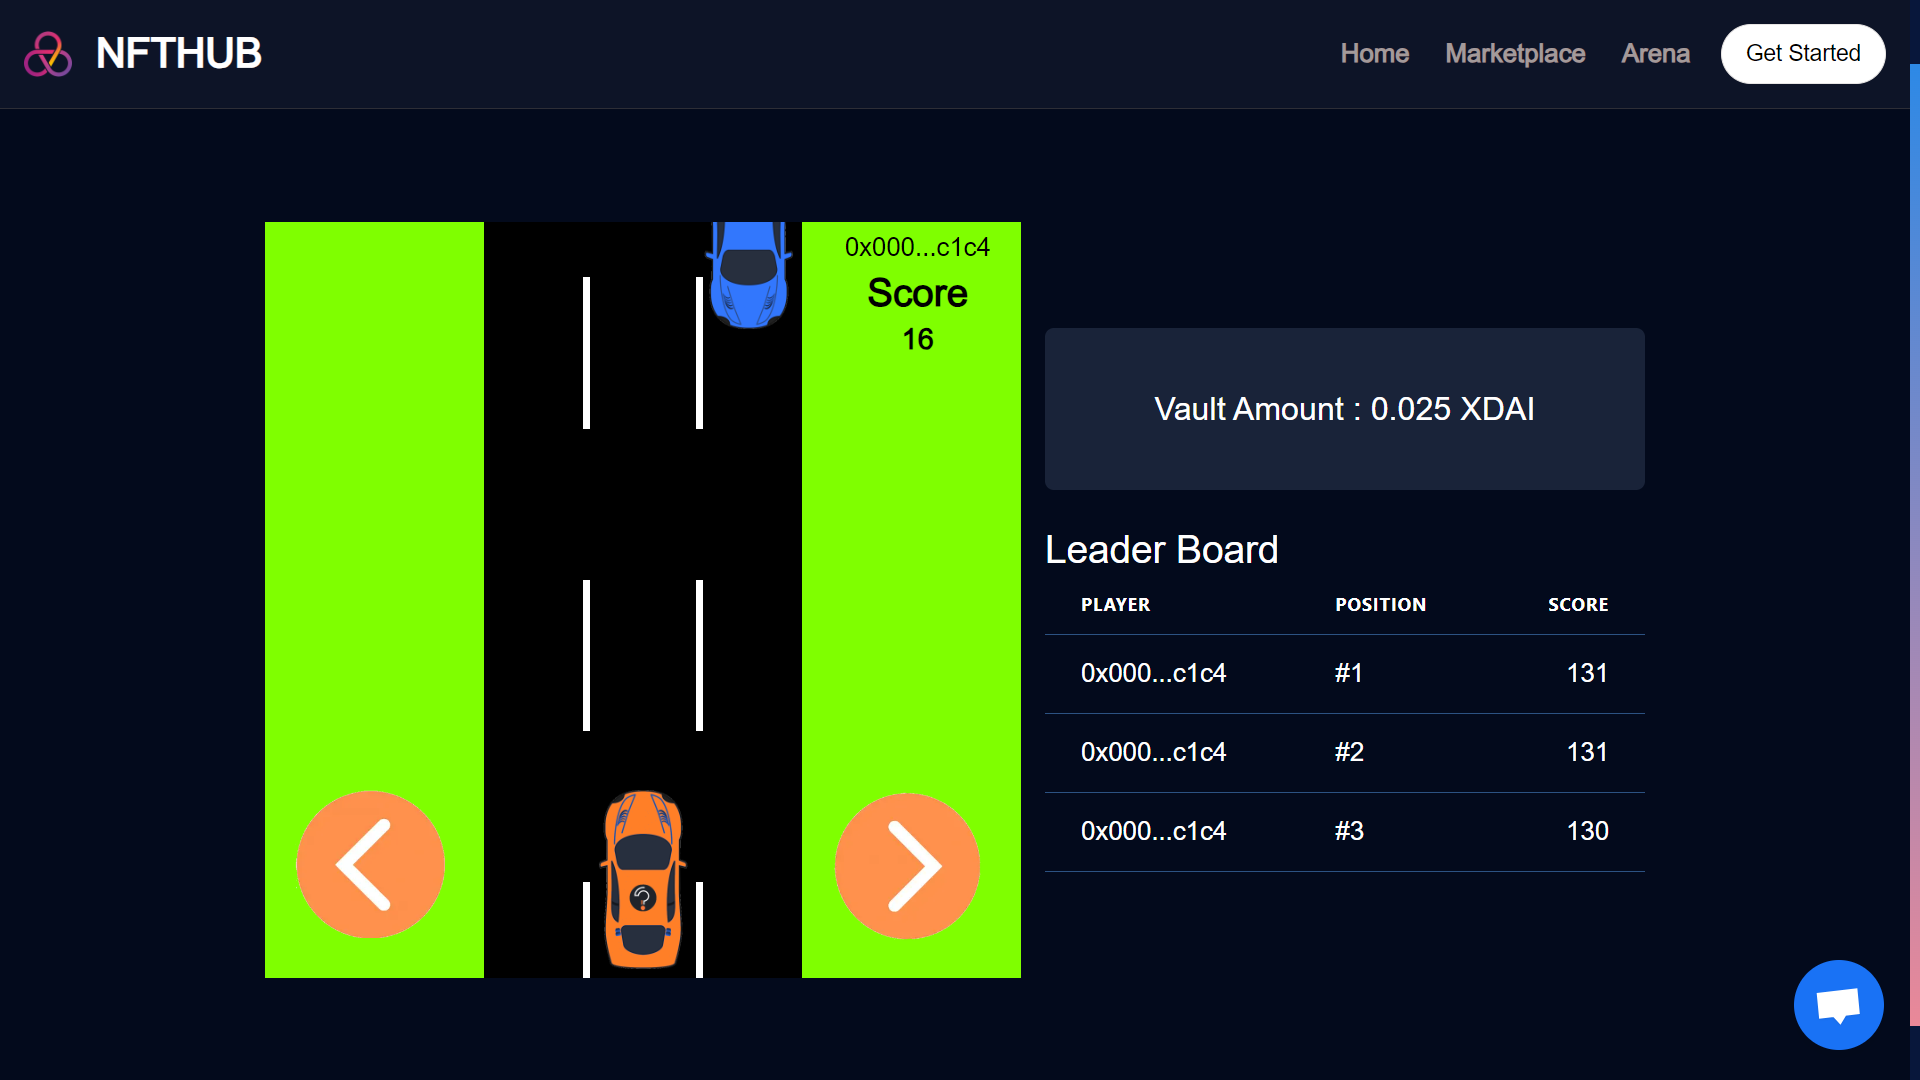 NFTHUB
Home Marketplace Arena Get Started
0x000...c1c4
Score
16
?
Vault Amount : 0.025 XDAI
Leader Board
PLAYER POSITION SCORE
0x000...c1c4 #1 131
0x000...c1c4 #2 131
0x000...c1c4 #3 130